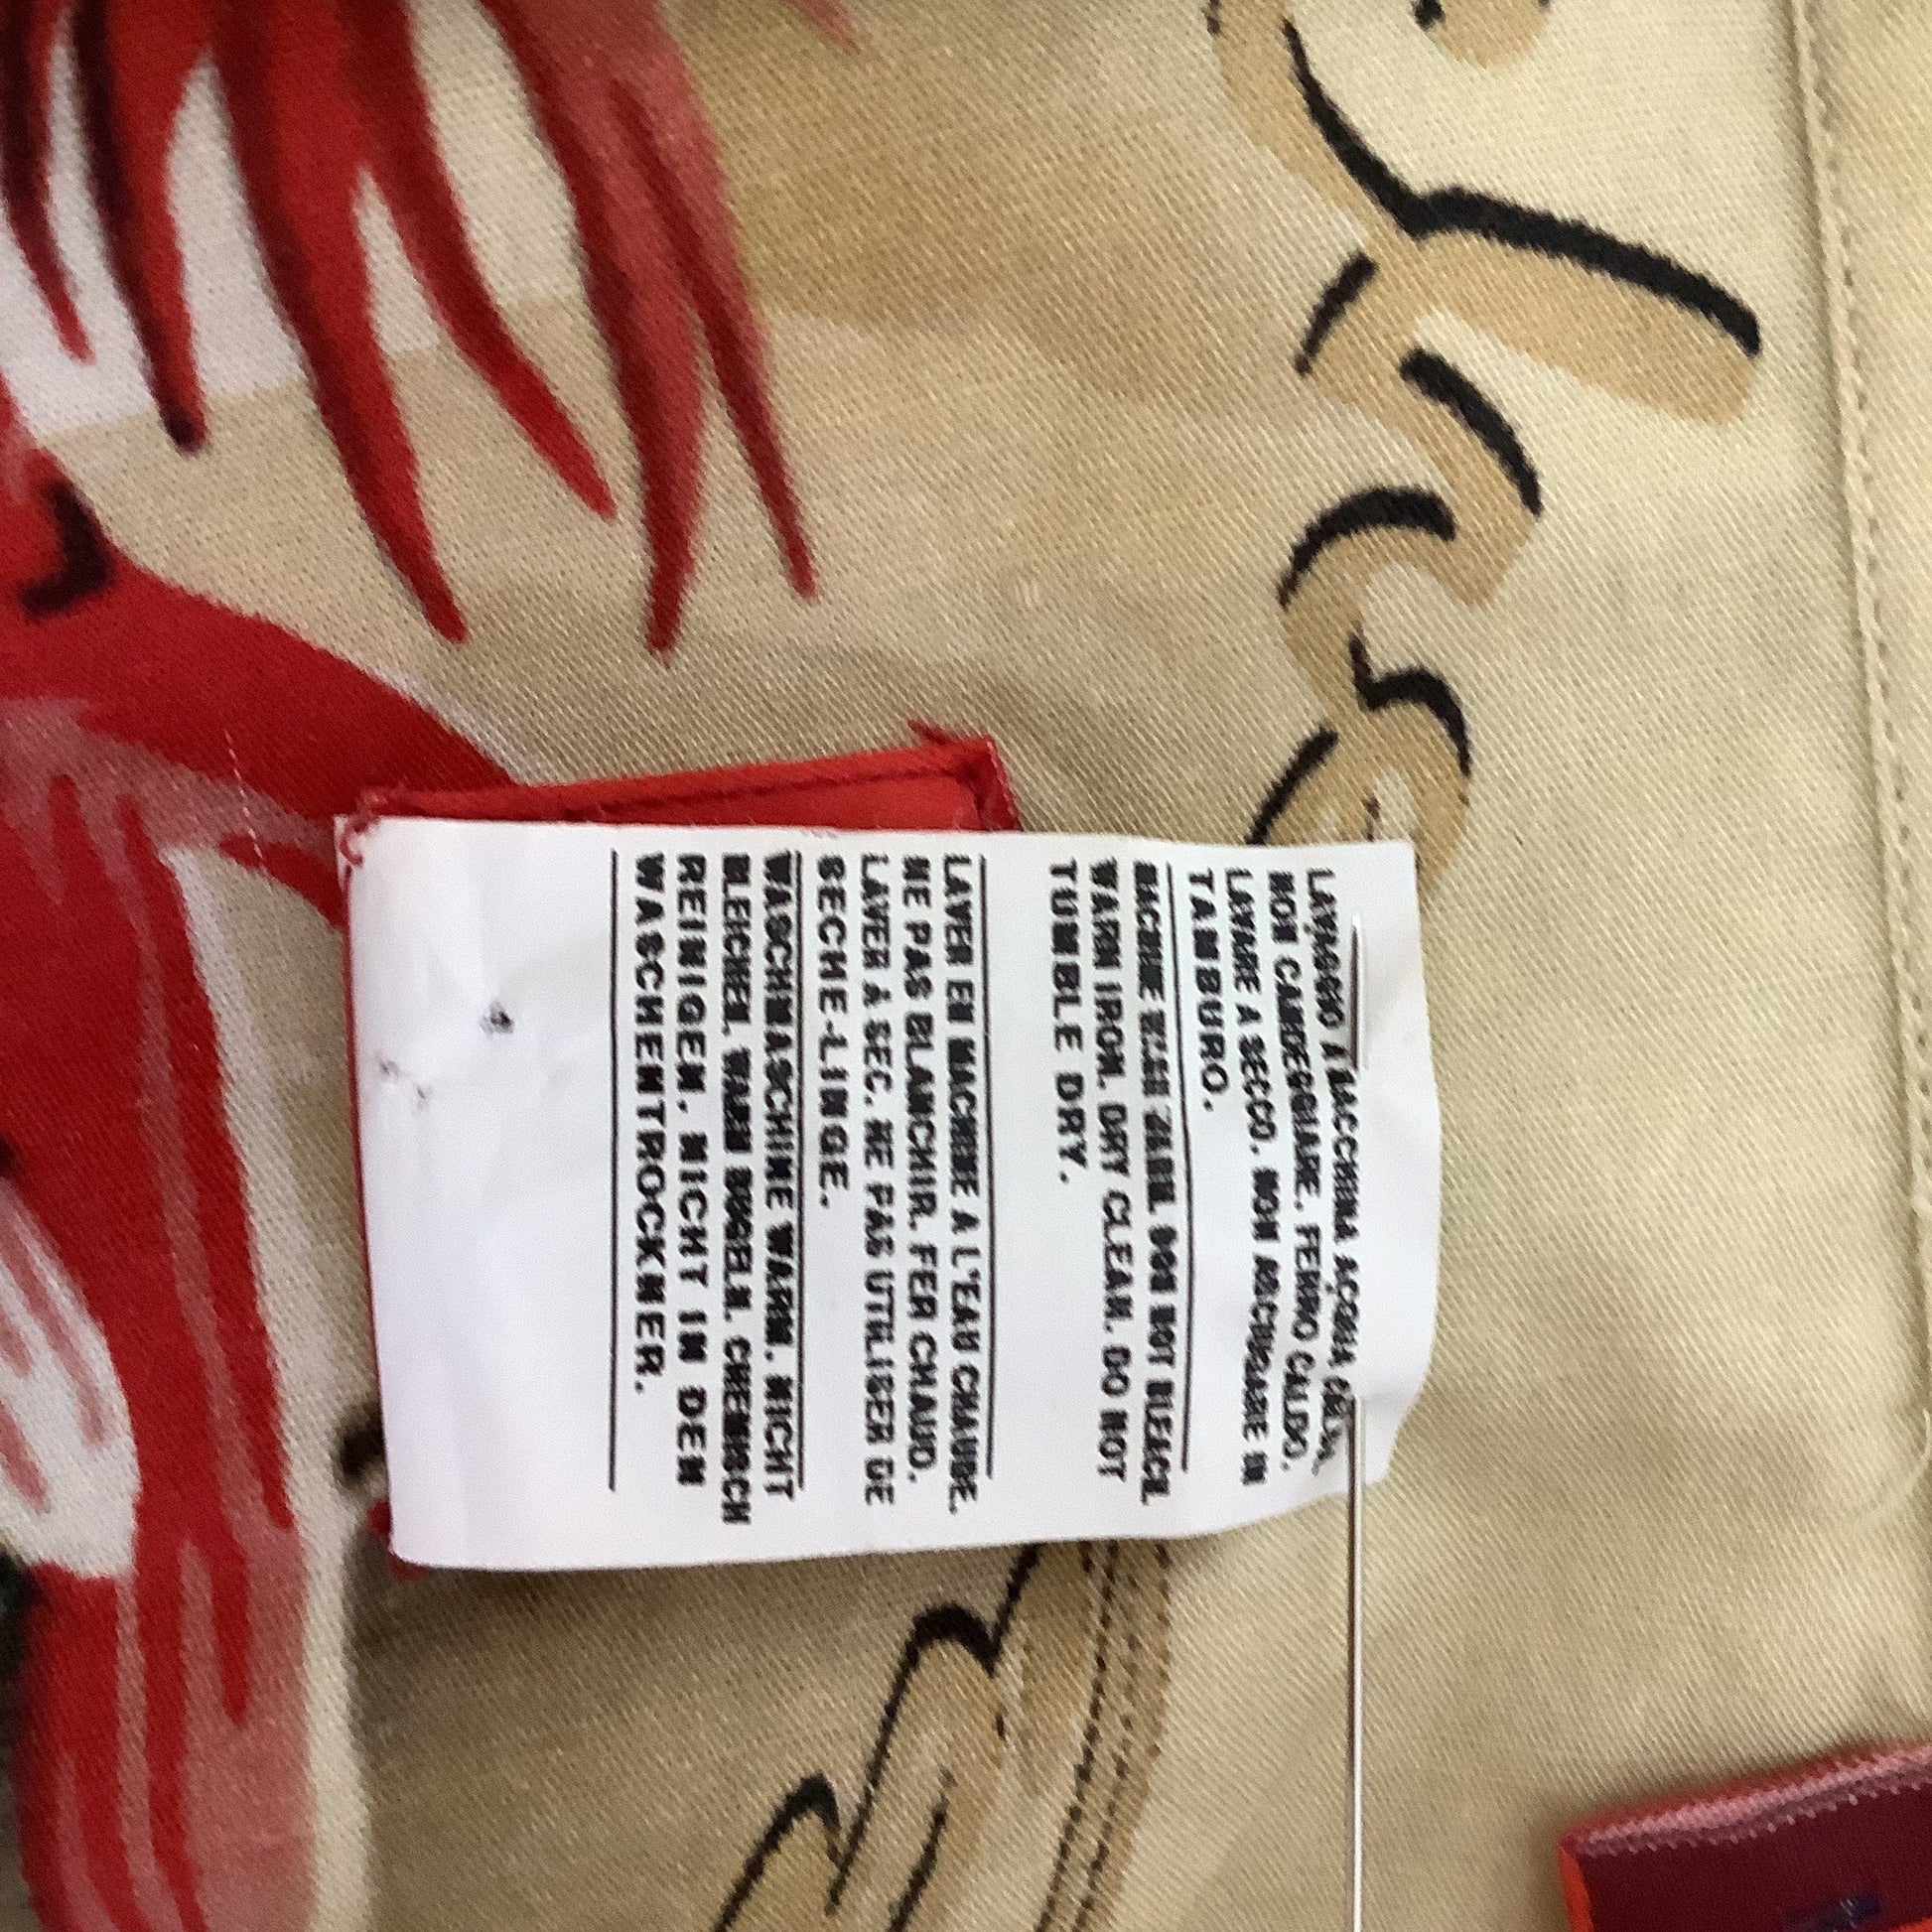 LAVAGGIO A MACCHINA ACQUA CALDA.
NON CANDEGGIARE. FERRO CALDO.
LAVARE A SECCO. NON ASCIUGARE IN
TAMBURO.
MACHINE WASH WARM. DO NOT BLEACH.
WARM IRON. DRY CLEAN. DO NOT
TUMBLE DRY.
LAVER EN MACHINE A L'EAU CHAUDE.
NE PAS BLANCHIR. FER CHAUD.
LAVER A SEC. NE PAS UTILISER DE
SECHE-LINGE.
WASCHMASCHINE WARM. NICHT
BLEICHEN. WARM BUGELN. CHEMISCH
REINIGEN. NICHT IN DEN
WASCHENTROCKNER.